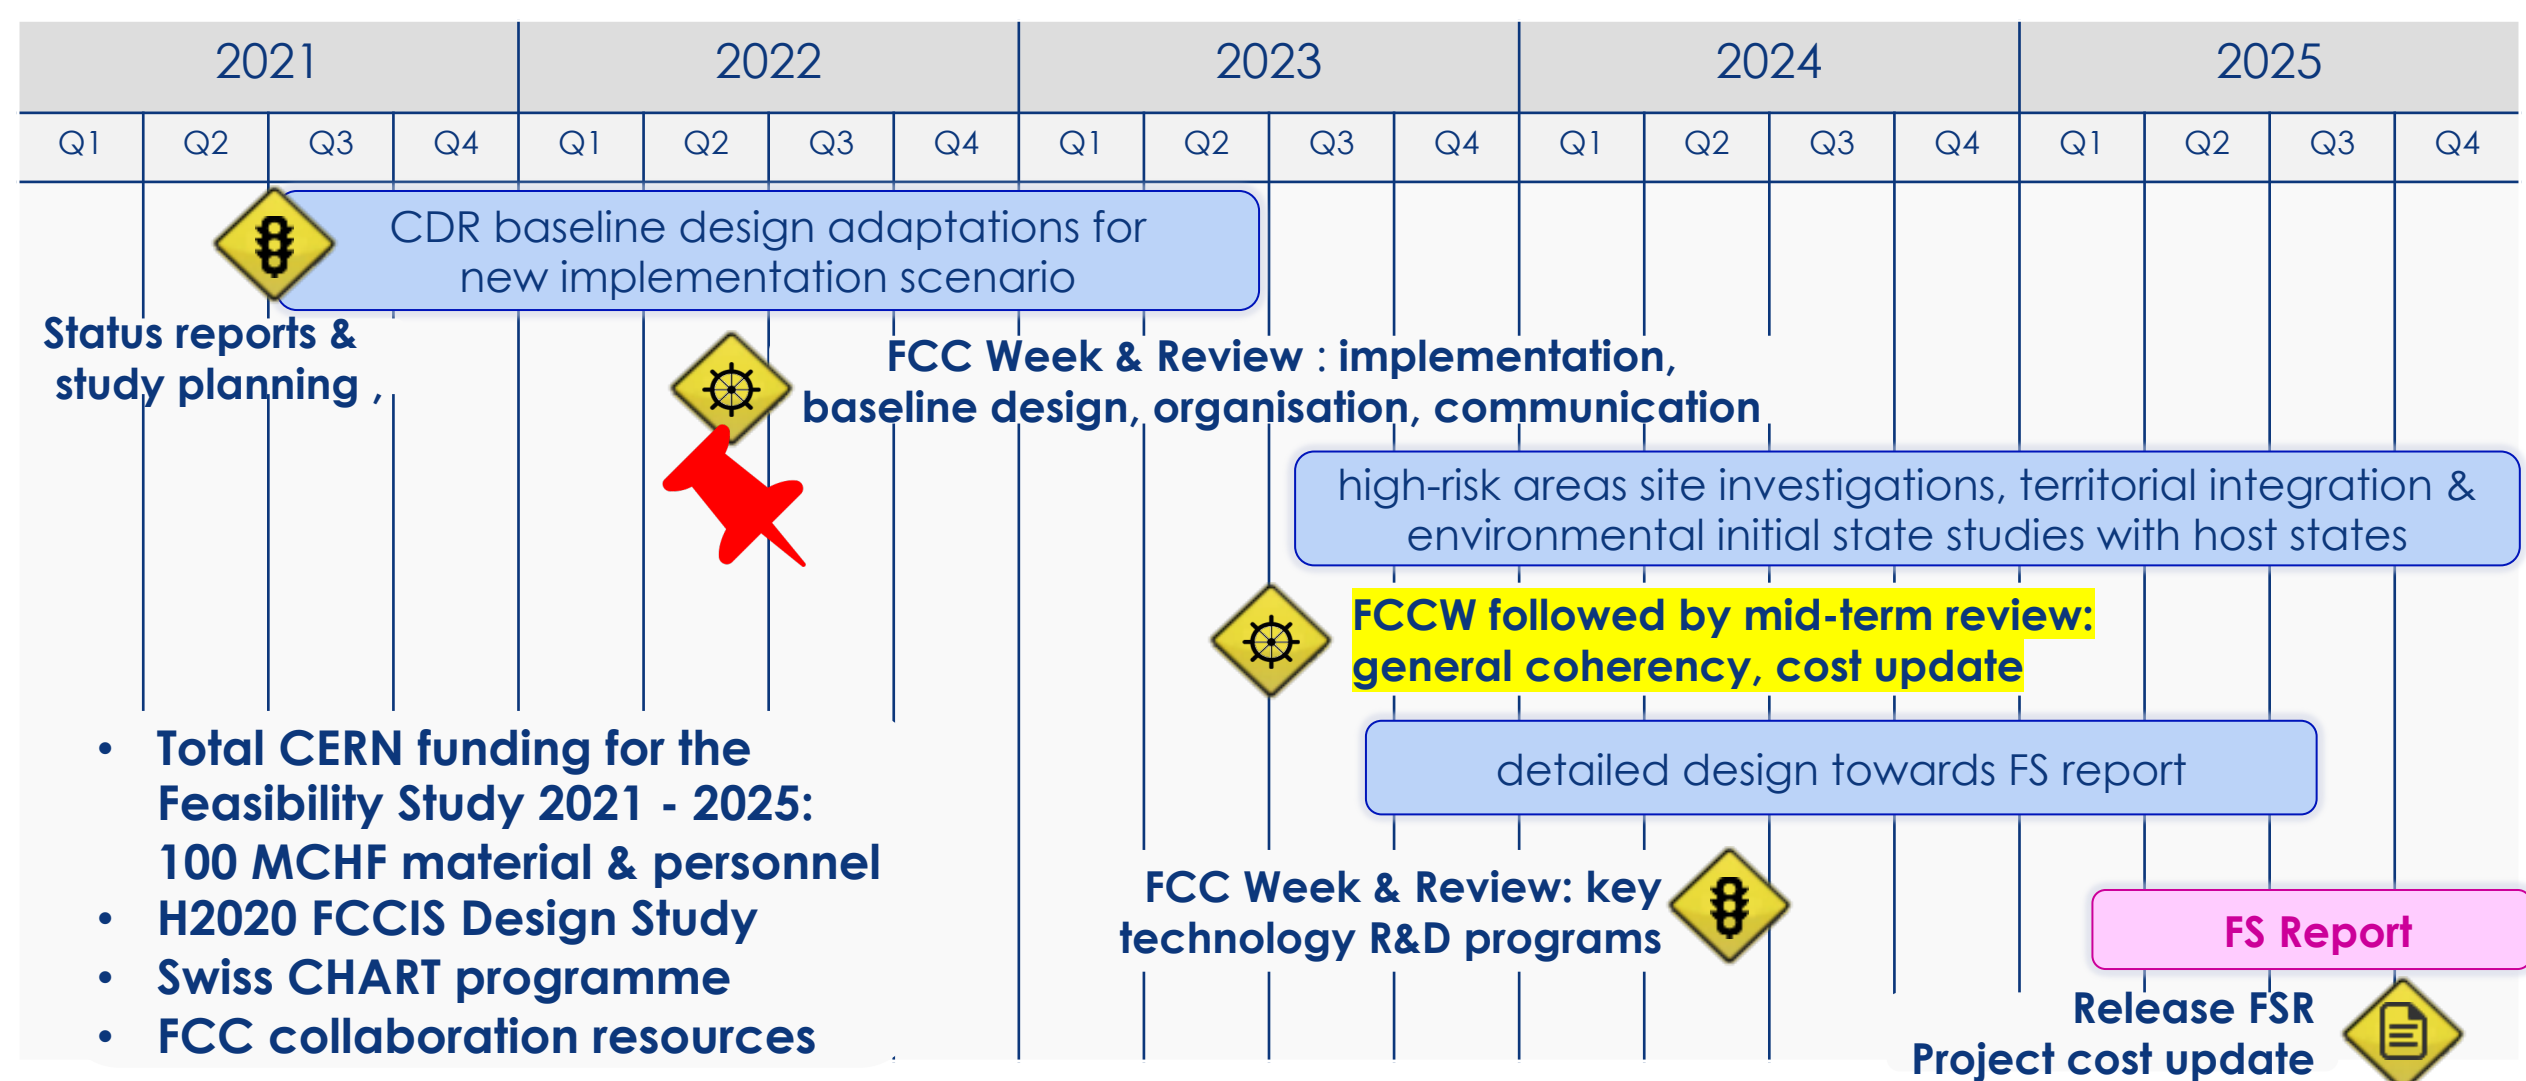 2021 2022 2023 2024 2025
Q1 Q2 Q3 Q4 Q1 Q2 Q3 Q4 Q1 Q2 Q3 Q4 Q1 Q2 Q3 Q4 Q1 Q2 Q3 Q4
CDR baseline design adaptations for
new implementation scenario
Status reports &
study planning ,
FCC Week & Review : implementation,
baseline design, organisation, communication
high-risk areas site investigations, territorial integration &
environmental initial state studies with host states
FCCW followed by mid-term review:
general coherency, cost update
detailed design towards FS report
• Total CERN funding for the
Feasibility Study 2021 - 2025:
100 MCHF material & personnel
• H2020 FCCIS Design Study
• Swiss CHART programme
• FCC collaboration resources
FCC Week & Review: key
technology R&D programs
FS Report
Release FSR
Project cost update